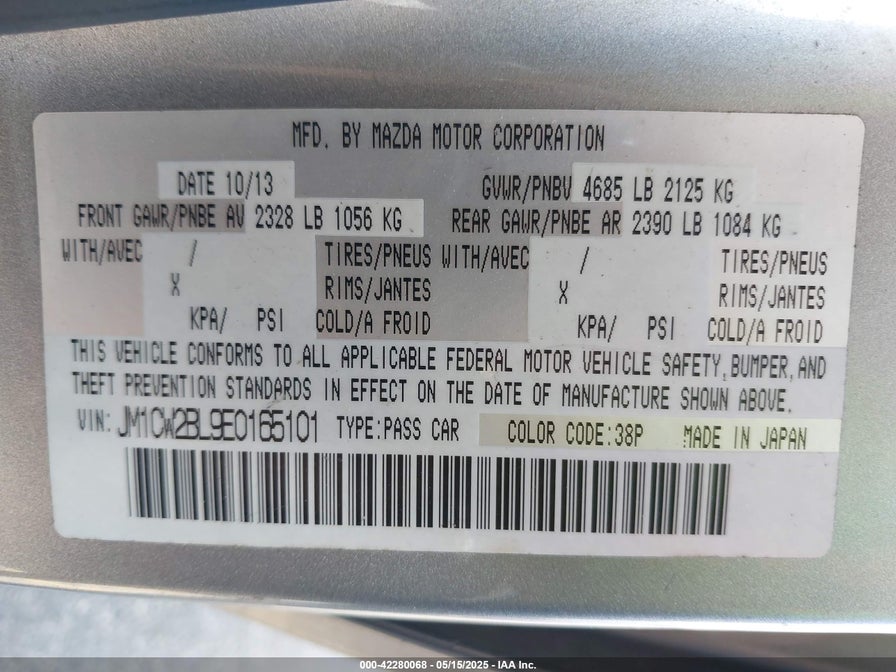 MFD. BY MAZDA MOTOR CORPORATION
DATE 10/13 GVWR/PNBV 4685 LB 2125 KG
FRONT GAWR/PNBE AV 2328 LB 1056 KG REAR GAWR/PNBE AR 2390 LB 1084 KG
WITH/AVEC / TIRES/PNEUS WITH/AVEC / TIRES/PNEUS
X RIMS/JANTES X RIMS/JANTES
KPA/ PSI COLD/A FROID KPA/ PSI COLD/A FROID
THIS VEHICLE CONFORMS TO ALL APPLICABLE FEDERAL MOTOR VEHICLE SAFETY, BUMPER, AND
THEFT PREVENTION STANDARDS IN EFFECT ON THE DATE OF MANUFACTURE SHOWN ABOVE.
VIN: JM1CW2BL9E0165101 TYPE:PASS CAR COLOR CODE:38P MADE IN JAPAN
000-42280068 - 05/15/2025 - IAA Inc.